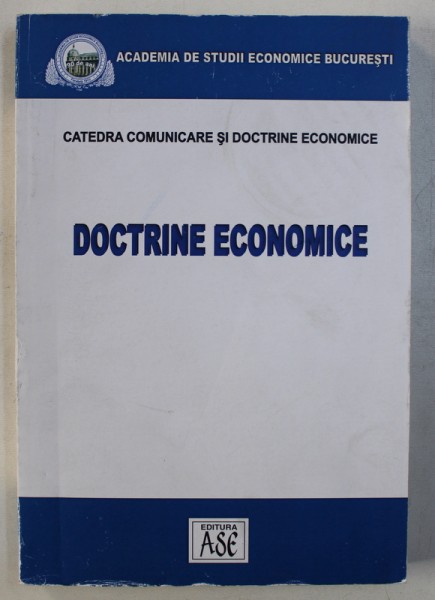 ACADEMIA DE STUDII ECONOMICE BUCUREŞTI
CATEDRA COMUNICARE ŞI DOCTRINE ECONOMICE
DOCTRINE ECONOMICE
EDITURA
ASE